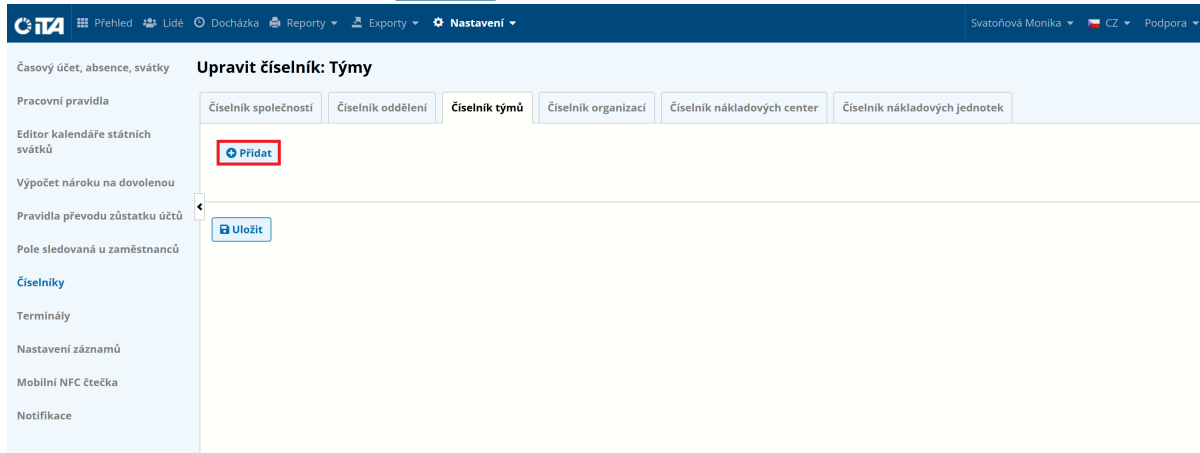 iTA Přehled Lidé Docházka Reporty Exporty Nastavení Svatoňová Monika CZ Podpora
Časový účet, absence, svátky
Pracovní pravidla
Editor kalendáře státních
svátků
Výpočet nároku na dovolenou
Pravidla převodu zůstatku účtů
Pole sledovaná u zaměstnanců
Číselníky
Terminály
Nastavení záznamů
Mobilní NFC čtečka
Notifikace
Upravit číselník: Týmy
Číselník společností Číselník oddělení Číselník týmů Číselník organizací Číselník nákladových center Číselník nákladových jednotek
Přidat
Uložit